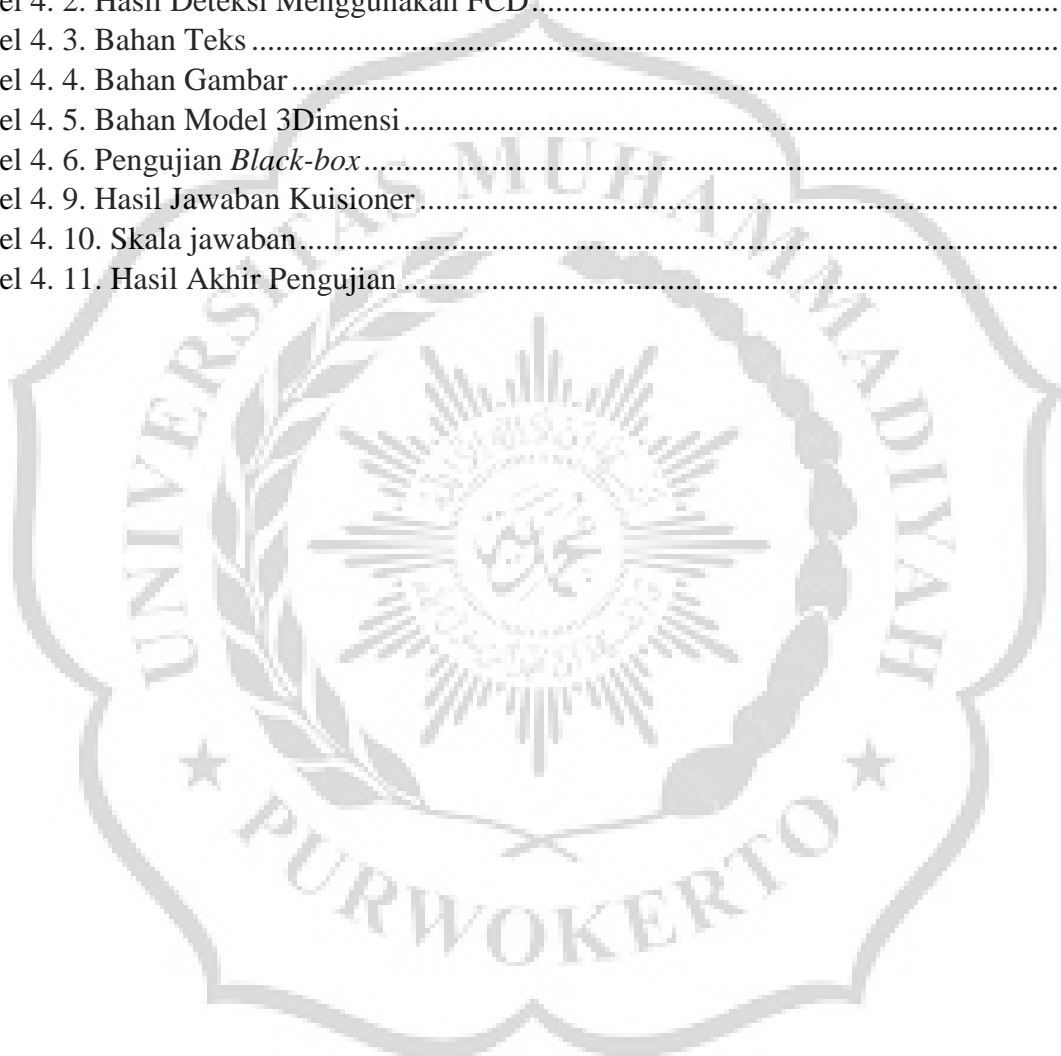 el 4. 2. Hasil Deteksi Menggunakan FCD
el 4. 3. Bahan Teks
el 4. 4. Bahan Gambar
el 4. 5. Bahan Model 3Dimensi
el 4. 6. Pengujian Black-box
el 4. 9. Hasil Jawaban Kuisioner
el 4. 10. Skala jawaban
el 4. 11. Hasil Akhir Pengujian
UNIVERSITAS MUHAMMADIYAH
★ PURWOKERTO ★